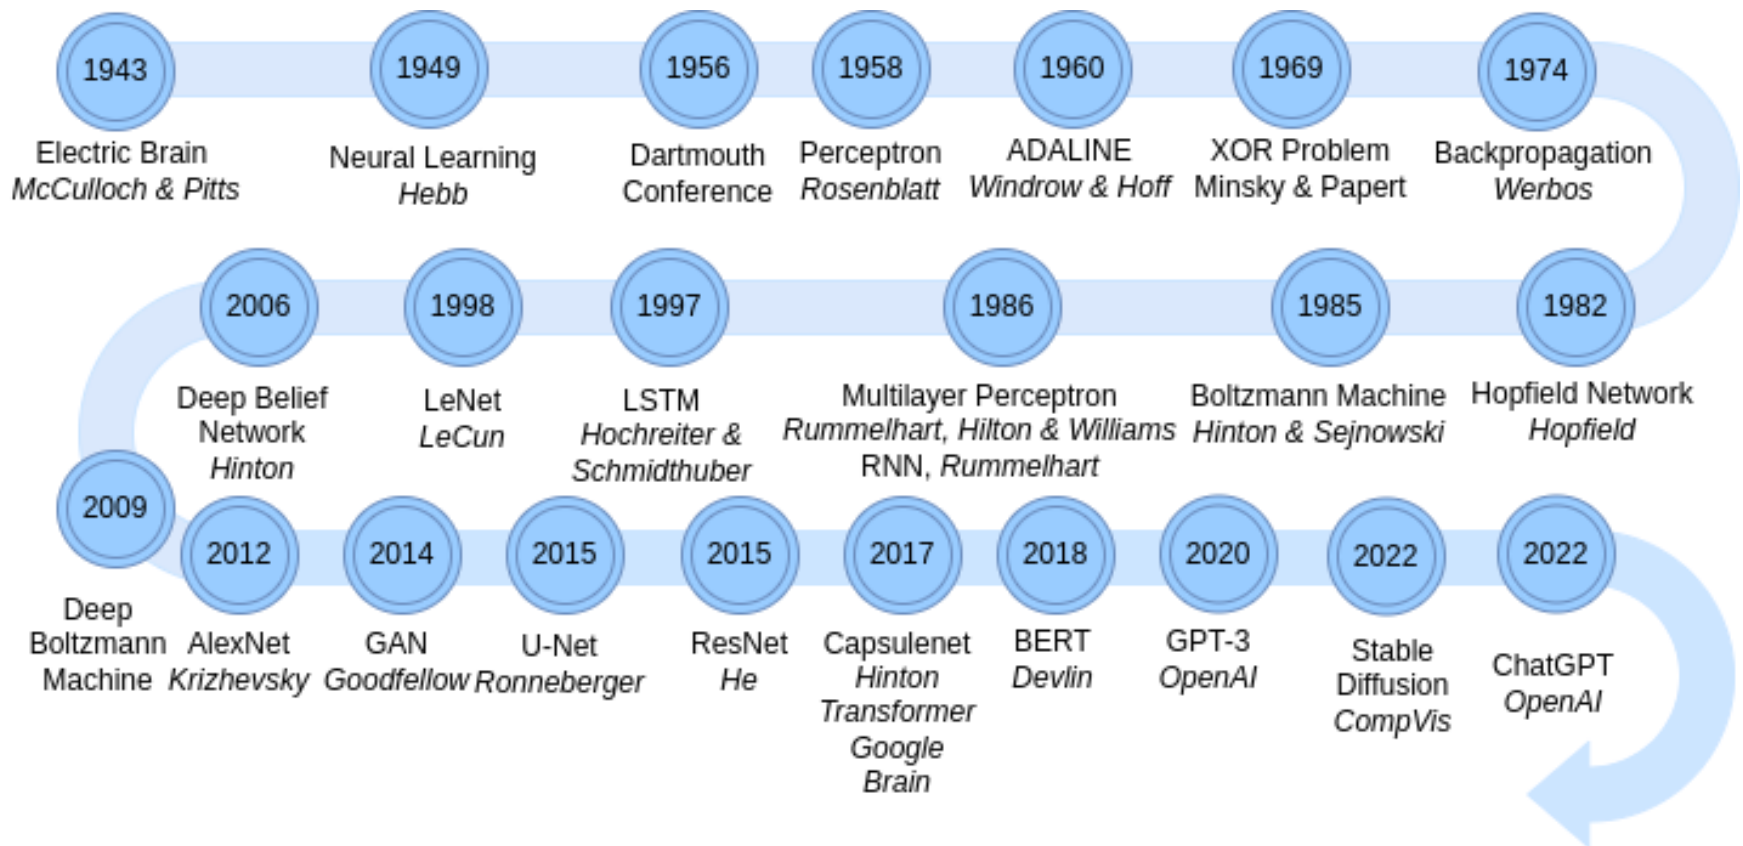 1943
1949
1956
1958
1960
1969
1974
Electric Brain
McCulloch & Pitts
Neural Learning
Hebb
Dartmouth
Conference
Perceptron
Rosenblatt
ADALINE
Windrow & Hoff
XOR Problem
Minsky & Papert
Backpropagation
Werbos
2006
1998
1997
1986
1985
1982
Deep Belief
Network
Hinton
LeNet
LeCun
LSTM
Hochreiter &
Schmidthuber
Multilayer Perceptron
Rummelhart, Hilton & Williams
RNN, Rummelhart
Boltzmann Machine
Hinton & Sejnowski
Hopfield Network
Hopfield
2009
2012
2014
2015
2015
2017
2018
2020
2022
2022
Deep
Boltzmann
Machine
AlexNet
Krizhevsky
GAN
Goodfellow
U-Net
Ronneberger
ResNet
He
Capsulenet
Hinton
Transformer
Google
Brain
BERT
Devlin
GPT-3
OpenAI
Stable
Diffusion
CompVis
ChatGPT
OpenAI